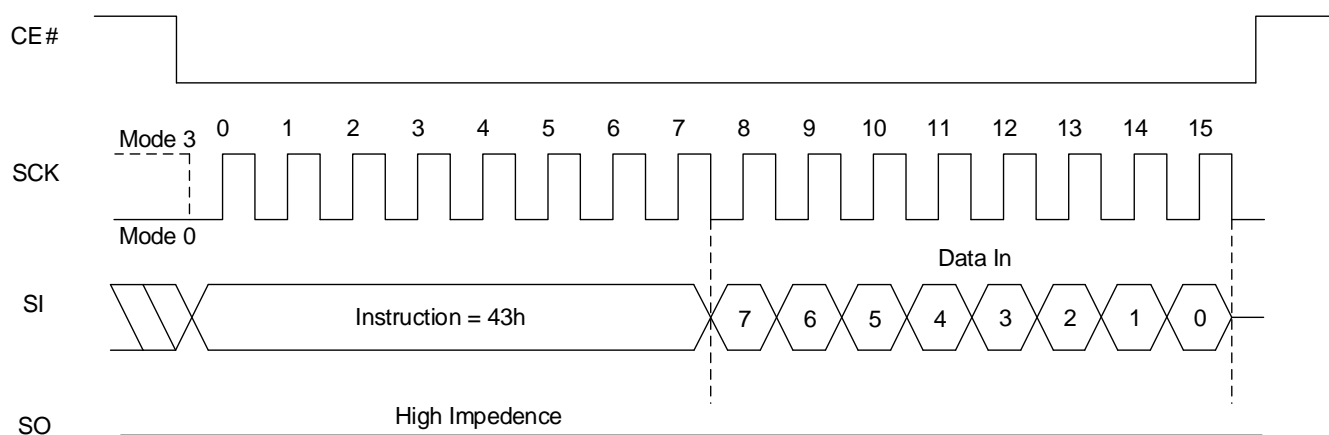 CE#
0 1 2 3 4 5 6 7 8 9 10 11 12 13 14 15
Mode 3
SCK
Mode 0
Data In
SI
Instruction = 43h
7 6 5 4 3 2 1 0
High Impedence
SO